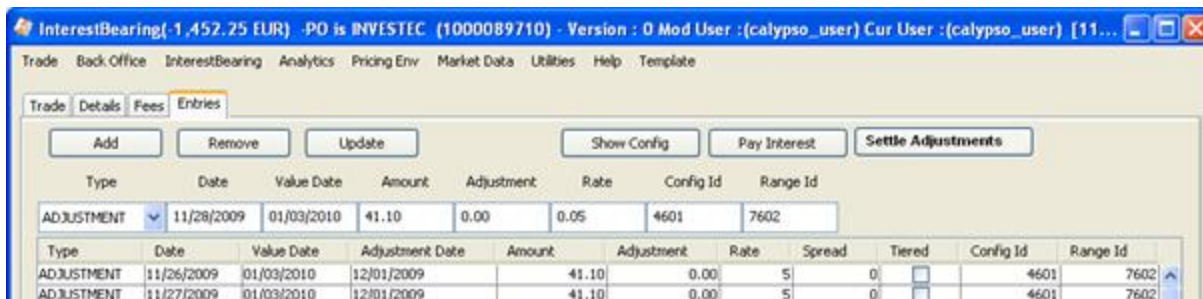 InterestBearing(-1,452.25 EUR) -PO is INVESTEC (1000089710) - Version : 0 Mod User :(calypso_user) Cur User :(calypso_user) [11...
Trade Back Office InterestBearing Analytics Pricing Env Market Data Utilities Help Template
Trade Details Fees Entries
Add Remove Update Show Config Pay Interest Settle Adjustments
Type Date Value Date Amount Adjustment Rate Config Id Range Id
ADJUSTMENT 11/28/2009 01/03/2010 41.10 0.00 0.05 4601 7602
Type Date Value Date Adjustment Date Amount Adjustment Rate Spread Tiered Config Id Range Id
ADJUSTMENT 11/26/2009 01/03/2010 12/01/2009 41.10 0.00 5 0 4601 7602
ADJUSTMENT 11/27/2009 01/03/2010 12/01/2009 41.10 0.00 5 0 4601 7602